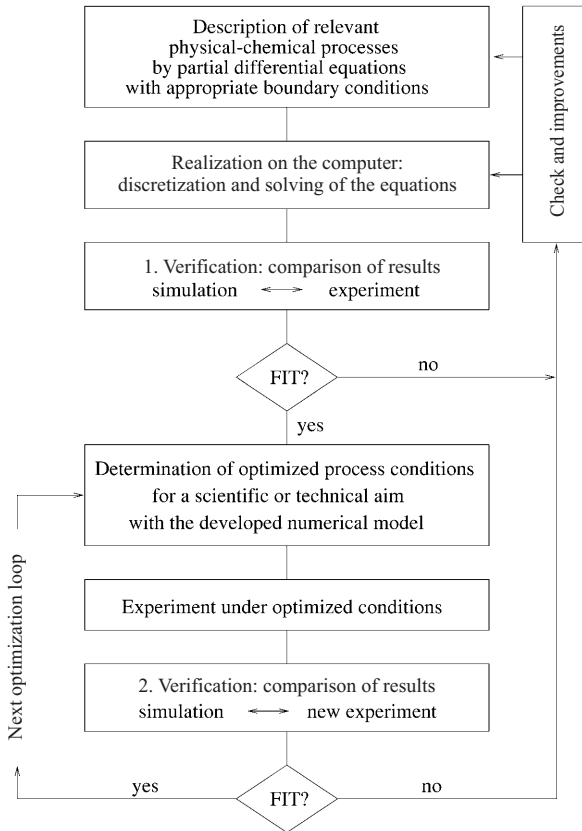 Description of relevant
physical-chemical processes
by partial differential equations
with appropriate boundary conditions
Check and improvements
Realization on the computer:
discretization and solving of the equations
1. Verification: comparison of results
simulation experiment
FIT?
no
yes
Determination of optimized process conditions
for a scientific or technical aim
with the developed numerical model
Next optimization loop
Experiment under optimized conditions
2. Verification: comparison of results
simulation new experiment
yes
FIT?
no